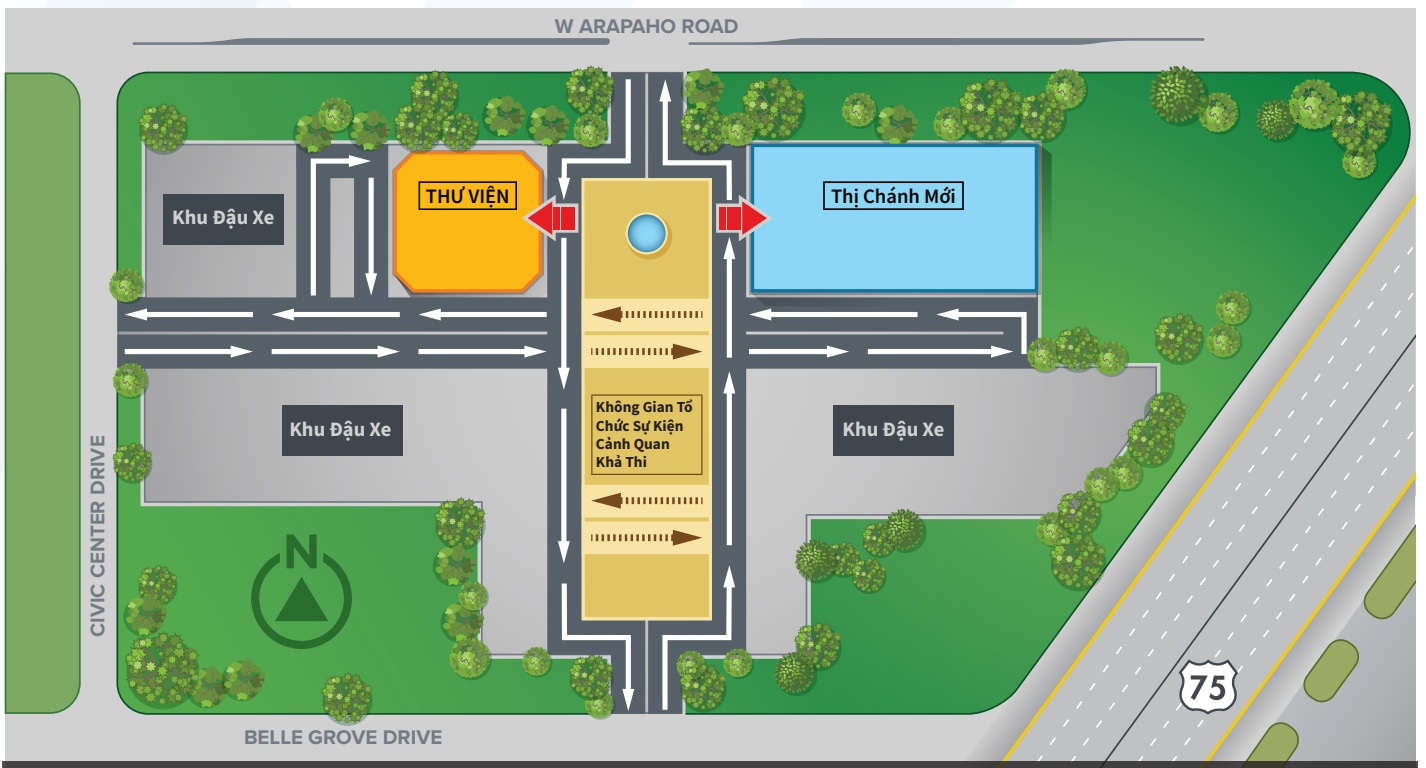 W ARAPAHO ROAD
THƯ VIỆN
Thị Chánh Mới
Khu Đậu Xe
Không Gian Tổ
Chức Sự Kiện
Cảnh Quan
Khả Thi
Khu Đậu Xe
Khu Đậu Xe
CIVIC CENTER DRIVE
N
75
BELLE GROVE DRIVE